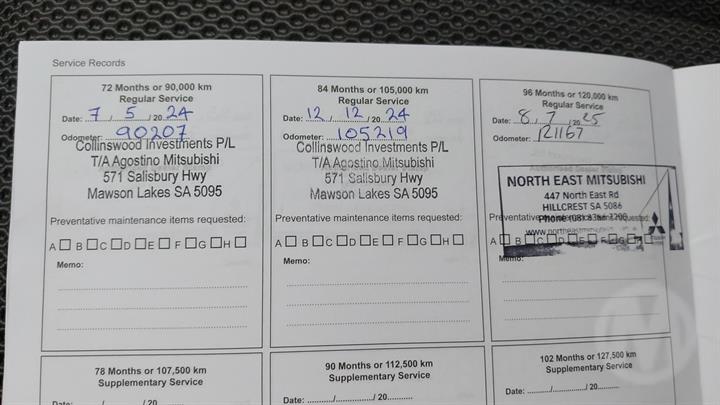 Service Records
72 Months or 90,000 km
Regular Service
Date: 7 / 5 / 20 24
Odometer: 90207
Collinswood Investments P/L
T/A Agostino Mitsubishi
571 Salisbury Hwy
Mawson Lakes SA 5095
Preventative maintenance items requested:
A B C D E F G H
Memo:
84 Months or 105,000 km
Regular Service
Date: 12 / 12 / 20 24
Odometer: 105219
Collinswood Investments P/L
T/A Agostino Mitsubishi
571 Salisbury Hwy
Mawson Lakes SA 5095
Preventative maintenance items requested:
A B C D E F G H
Memo:
96 Months or 120,000 km
Regular Service
Date: 8 / 7 / 20 25
Odometer: 121167
NORTH EAST MITSUBISHI
447 North East Rd
HILLCREST SA 5086
Preventative
Phone (08)
A B C D E F G
Memo:
78 Months or 107,500 km
Supplementary Service
Date: / / 20
90 Months or 112,500 km
Supplementary Service
Date: / / 20
102 Months or 127,500 km
Supplementary Service
Date: / / 20